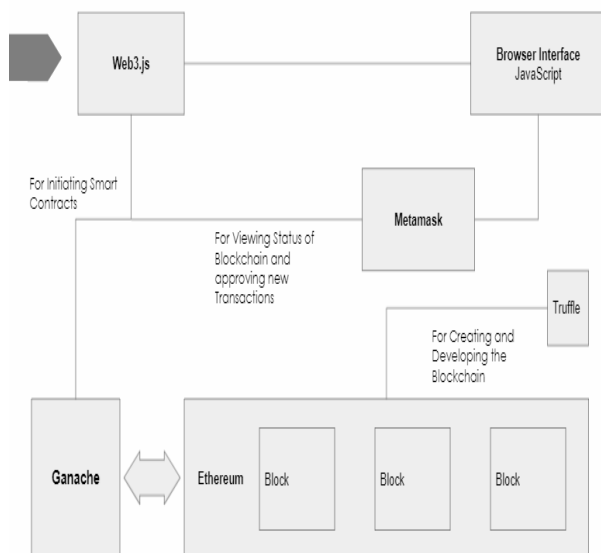 Web3.js
Browser Interface
JavaScript
For Initiating Smart
Contracts
Metamask
For Viewing Status of
Blockchain and
approving new
Transactions
Truffle
For Creating and
Developing the
Blockchain
Ganache
Ethereum
Block
Block
Block